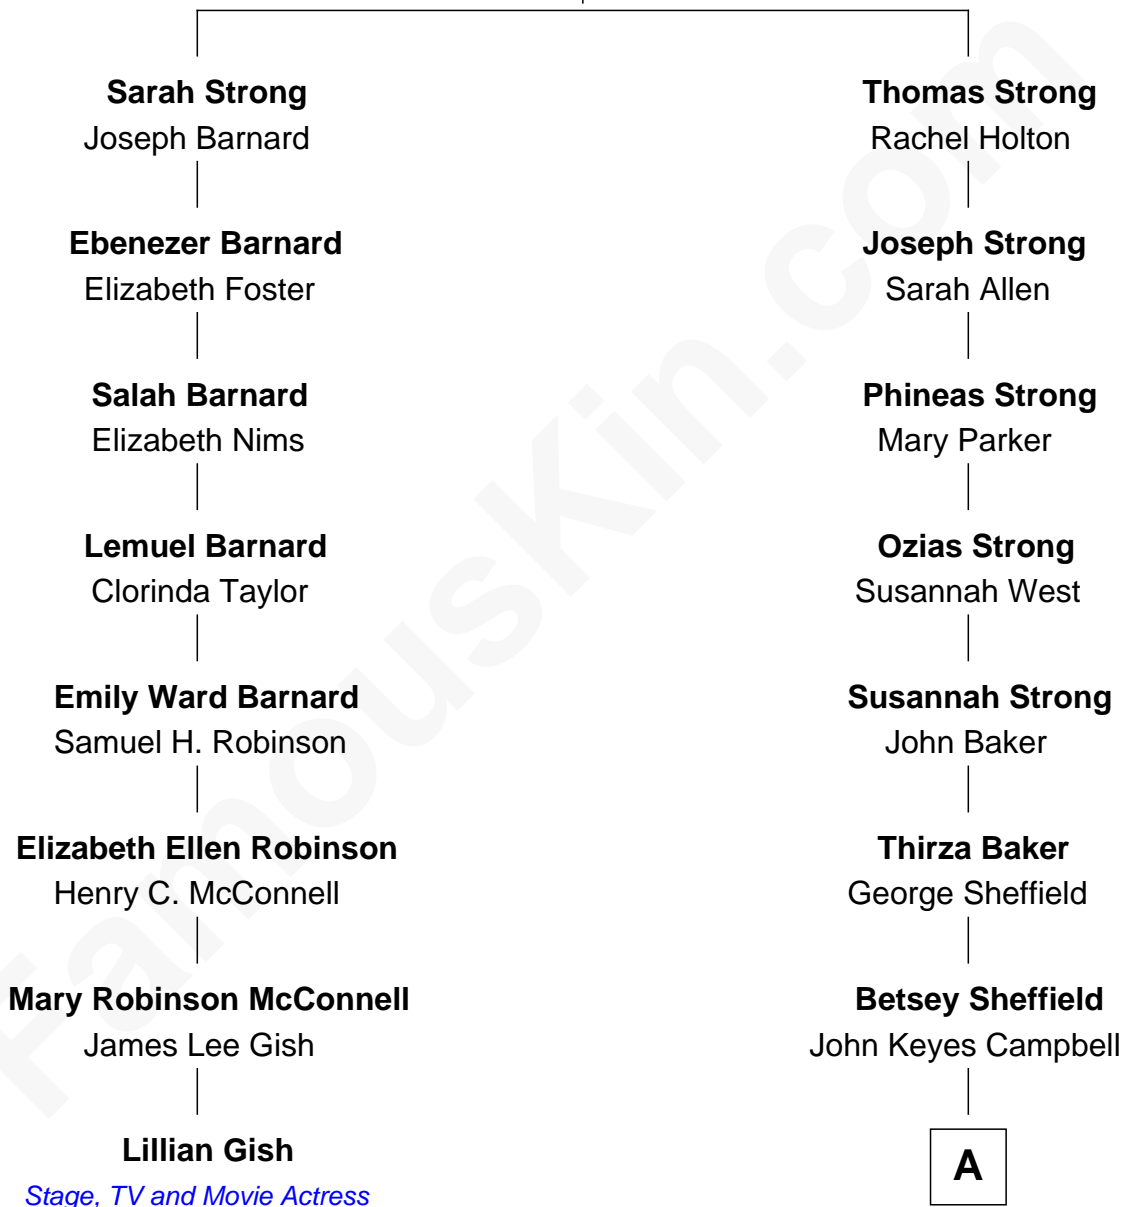 Sarah Strong
Joseph Barnard
Thomas Strong
Rachel Holton
Ebenezer Barnard
Elizabeth Foster
Joseph Strong
Sarah Allen
Salah Barnard
Elizabeth Nims
Phineas Strong
Mary Parker
Lemuel Barnard
Clorinda Taylor
Ozias Strong
Susannah West
Emily Ward Barnard
Samuel H. Robinson
Susannah Strong
John Baker
Elizabeth Ellen Robinson
Henry C. McConnell
Thirza Baker
George Sheffield
Mary Robinson McConnell
James Lee Gish
Betsey Sheffield
John Keyes Campbell
Lillian Gish
Stage, TV and Movie Actress
A
FamousKin.com